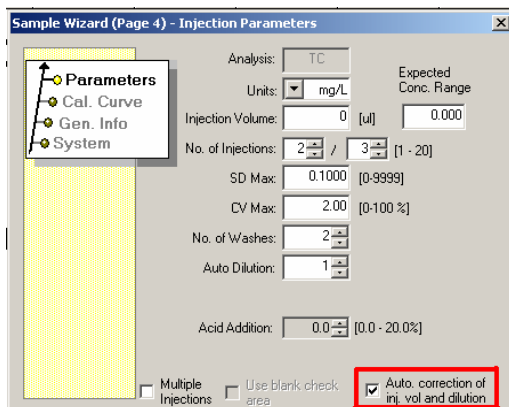 Sample Wizard (Page 4) - Injection Parameters
Parameters
Cal. Curve
Gen. Info
System
Analysis: TC
Expected
Conc. Range
Units: mg/L
Injection Volume: 0 [ul] 0.000
No. of Injections: 2 / 3 [1 - 20]
SD Max: 0.1000 [0-9999]
CV Max: 2.00 [0-100 %]
No. of Washes: 2
Auto Dilution: 1
Acid Addition: 0.0 [0.0 - 20.0%]
Multiple
Injections
Use blank check
area
Auto. correction of
inj. vol and dilution